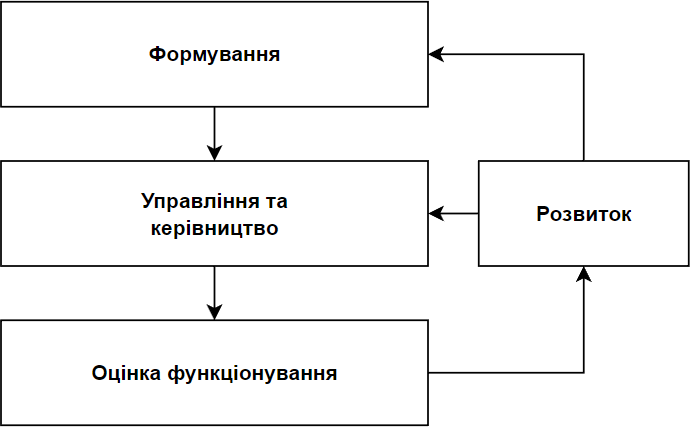 Формування
Управління та
керівництво
Розвиток
Оцінка функціонування